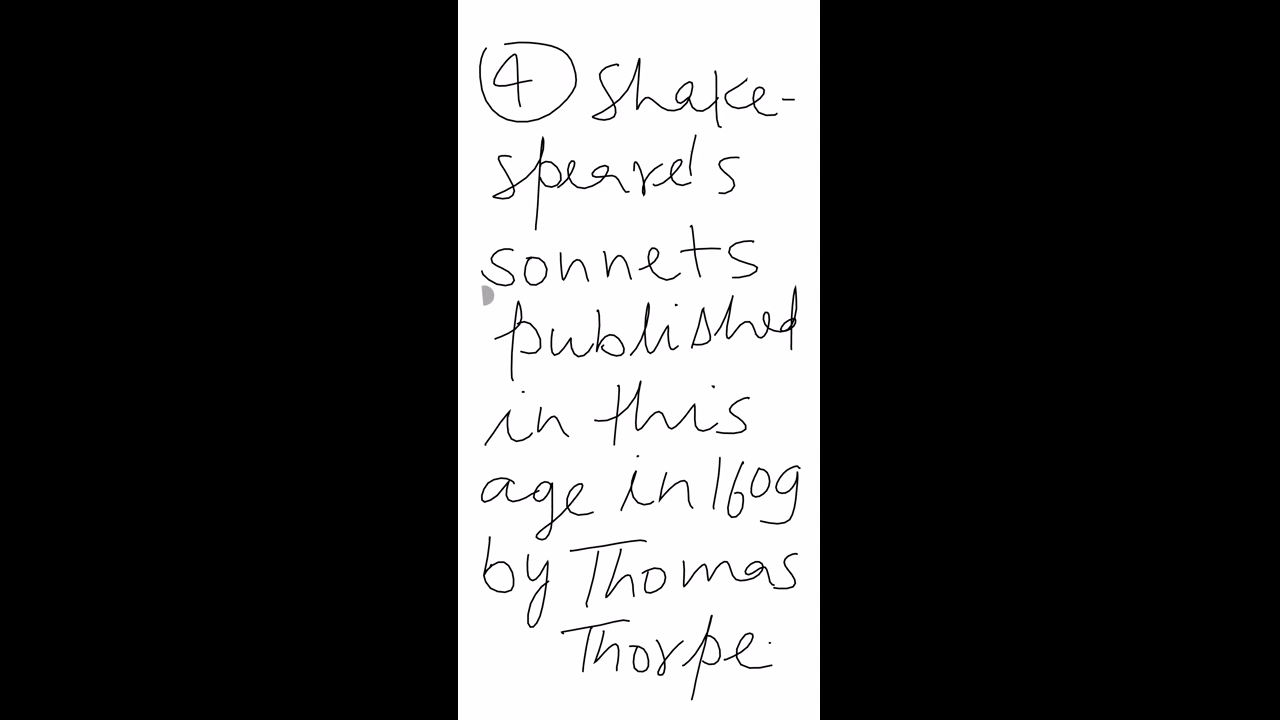 ④ Shake-
speare's
sonnets
published
in this
age in 1609
by Thomas
Thorpe.